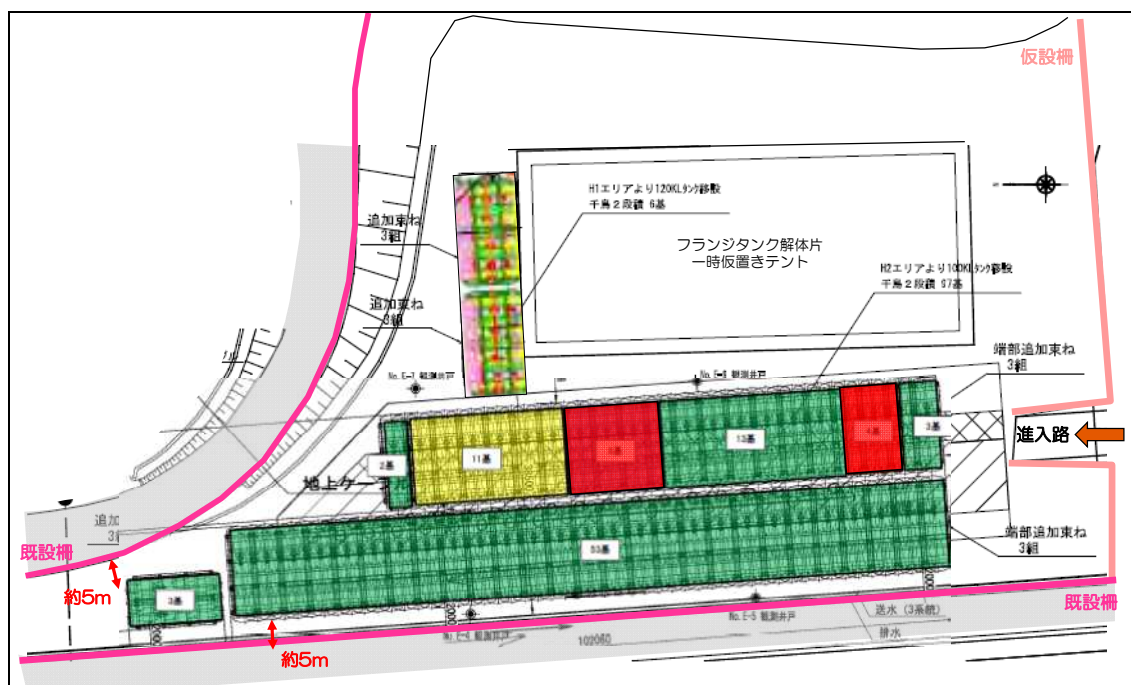 仮設柵
H1エリアより120KLタンク移設
千鳥2段積 6基
追加束ね
3組
フランジタンク解体片
一時仮置きテント
H2エリアより100KLタンク移設
千鳥2段積 97基
追加束ね
3組
端部追加束ね
3組
No.E-7 観測井戸
No.E-8 観測井戸
進入路
3基
13基
11基
2基
地上ケー
追加
既設柵
53基
端部追加束ね
3組
約5m
3基
既設柵
送水(3系統)
No.E-5 観測井戸
排水
No.E-6 観測井戸
102060
約5m